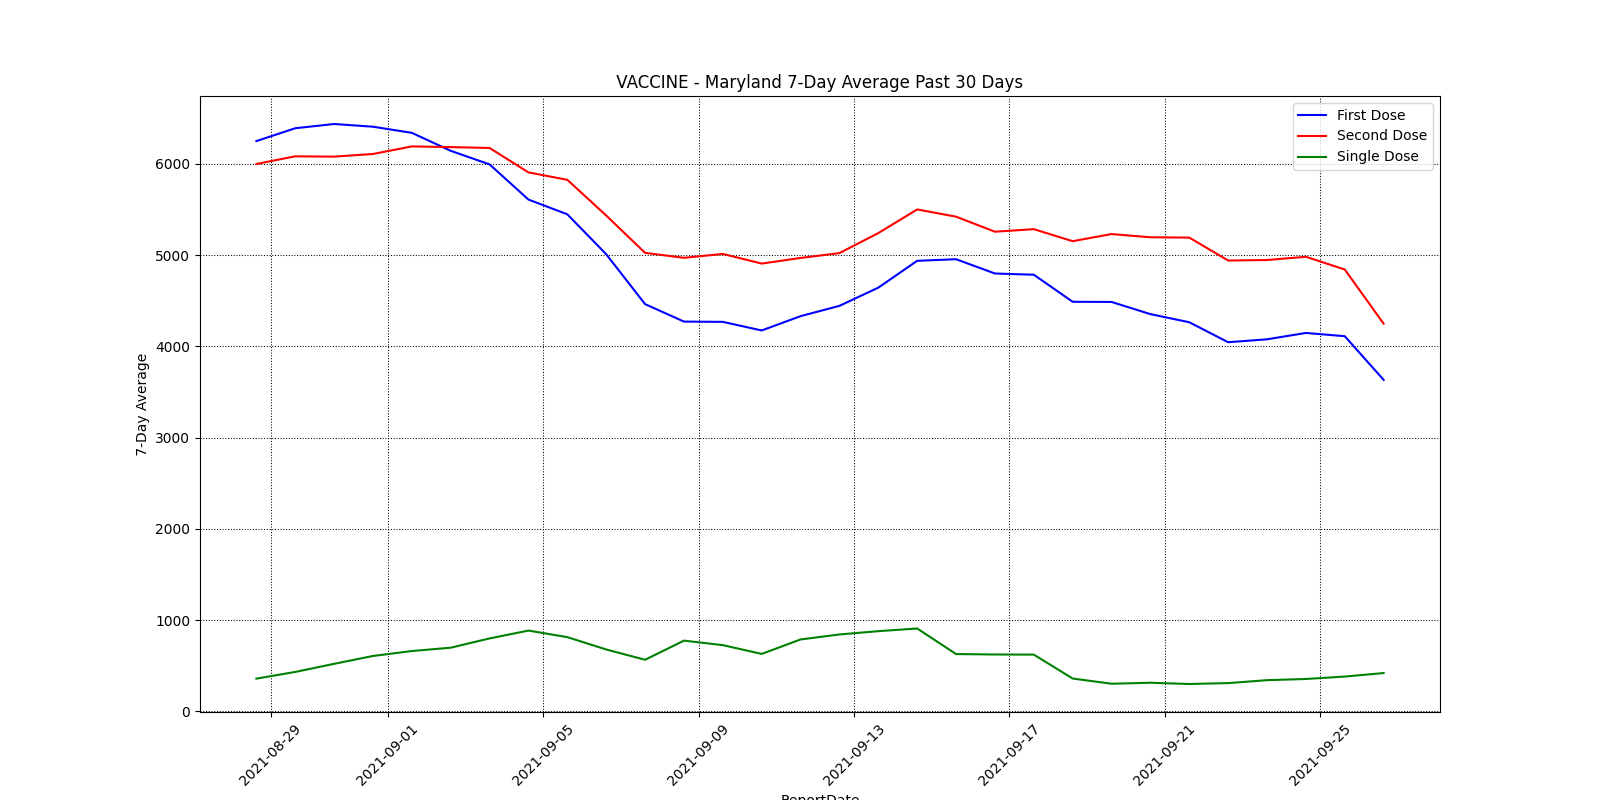 VACCINE - Maryland 7-Day Average Past 30 Days
First Dose
Second Dose
Single Dose
7-Day Average
6000
5000
4000
3000
2000
1000
0
2021-08-29
2021-09-01
2021-09-05
2021-09-09
2021-09-13
2021-09-17
2021-09-21
2021-09-25
ReportDate